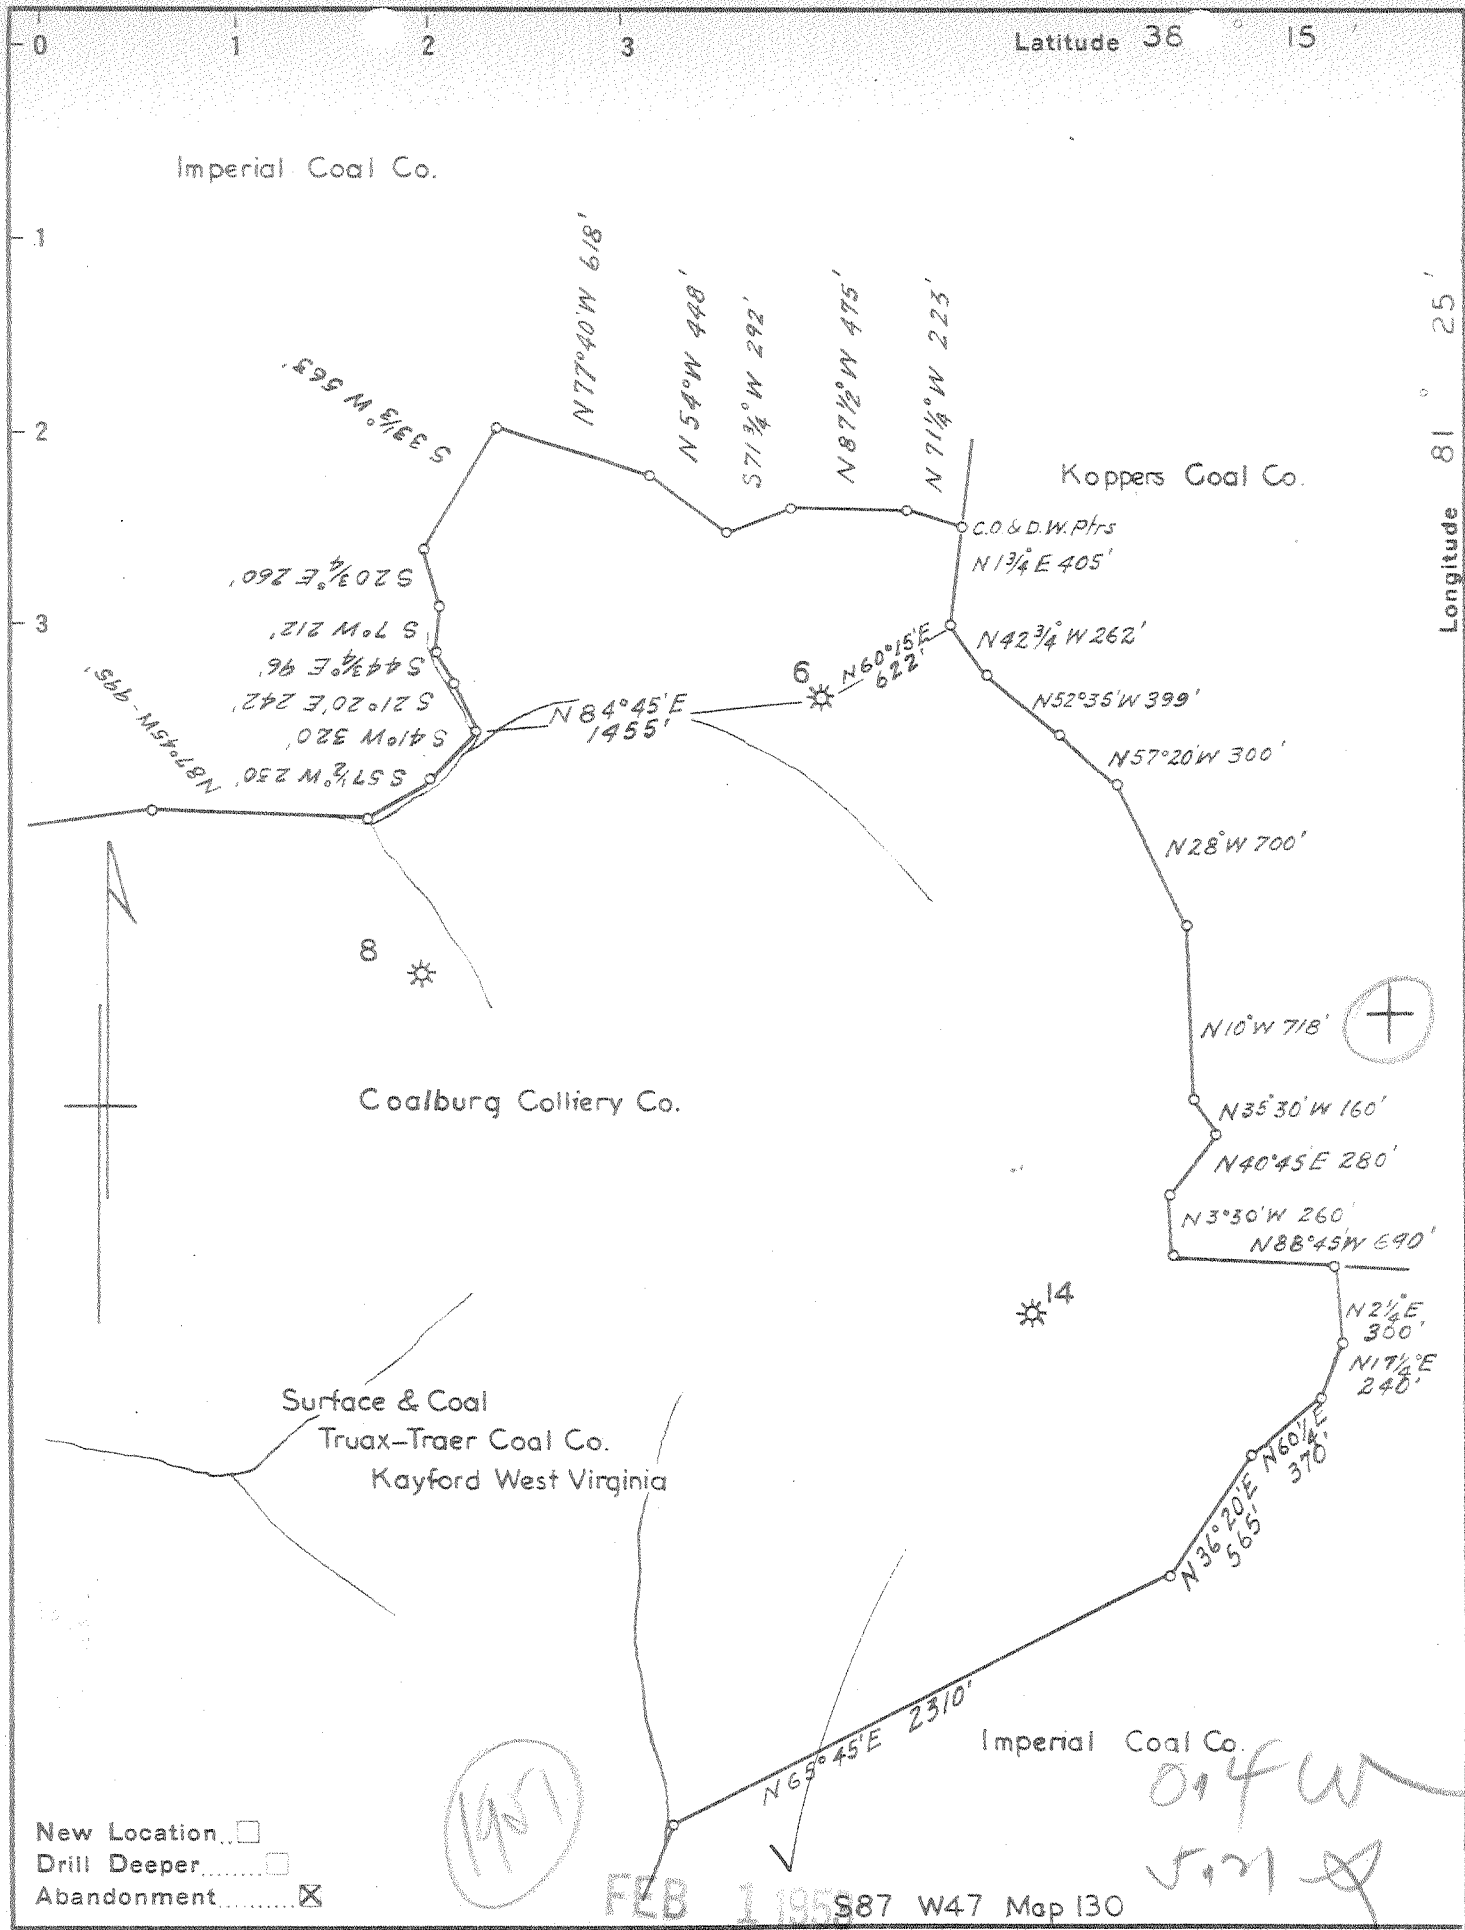 0 1 2 3 Latitude 38° 15'
Imperial Coal Co.
1
2
3
Longitude 81° 25'
N77°40'W 618'
N54°W 448'
S71¾°W 292'
N87½°W 475'
N71¼°W 223'
S33⅓°W 563'
Koppers Coal Co.
C.O. & D.W. Ptrs
N1¾°E 405'
S20¾°E 260'
S7°W 212'
S44¾°E 96'
S21°20'E 242'
S41°W 320'
S57½°W 230'
N87°45'W-995'
N84°45'E
1455'
6
N60°15'E
622'
N42¾°W 262'
N52°35'W 399'
N57°20'W 300'
N28°W 700'
8
N10°W 718'
Coalburg Colliery Co.
N35°30'W 160'
N40°45'E 280'
N3°30'W 260'
N88°45'W 690'
14
N2¼°E
300'
N17¼°E
240'
N60¼°E
370'
N36°20'E
565'
Surface & Coal
Truax-Traer Coal Co.
Kayford West Virginia
N65°45'E 2310'
Imperial Coal Co.
0.4 W
New Location
Drill Deeper
Abandonment
FEB 1 195
S87 W47 Map 130